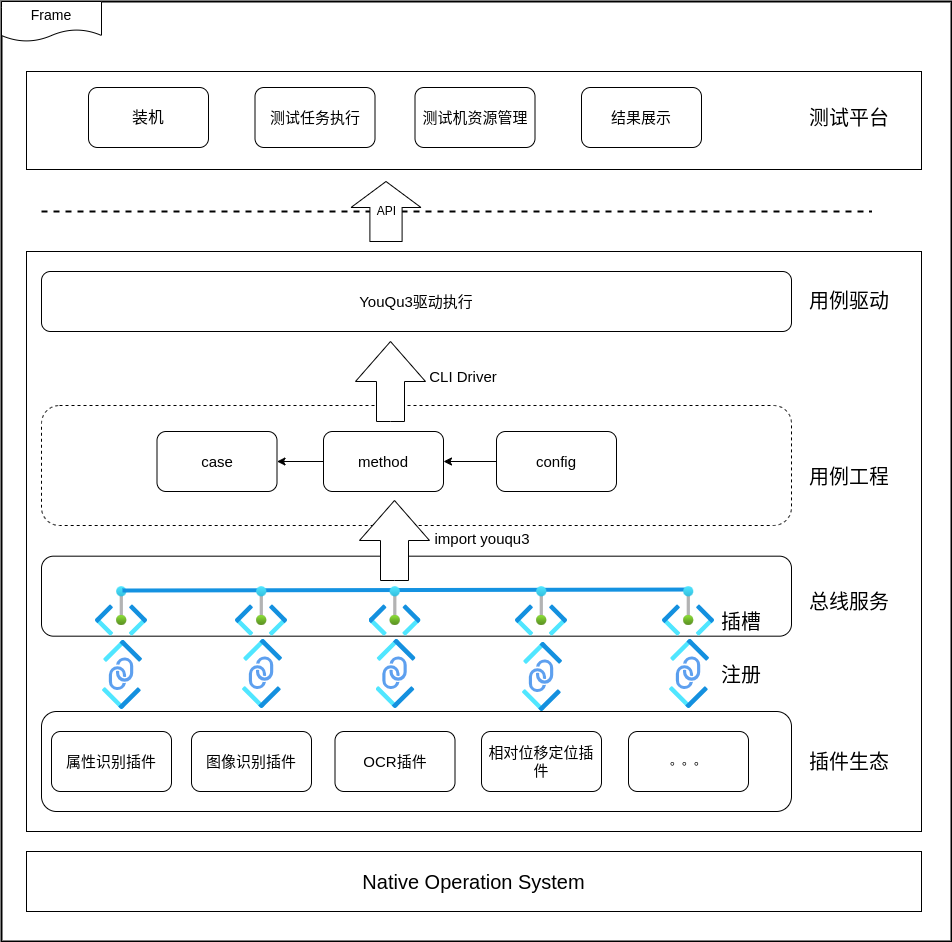 Frame
装机
测试任务执行
测试机资源管理
结果展示
测试平台
API
YouQu3驱动执行
用例驱动
CLI Driver
case
method
config
用例工程
import youqu3
总线服务
插槽
注册
属性识别插件
图像识别插件
OCR插件
相对位移定位插
件
。。。
插件生态
Native Operation System